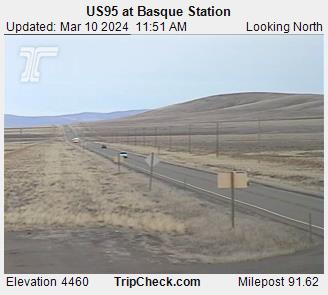 US95 at Basque Station
Updated: Mar 10 2024 11:51 AM Looking North
Elevation 4460 TripCheck.com Milepost 91.62